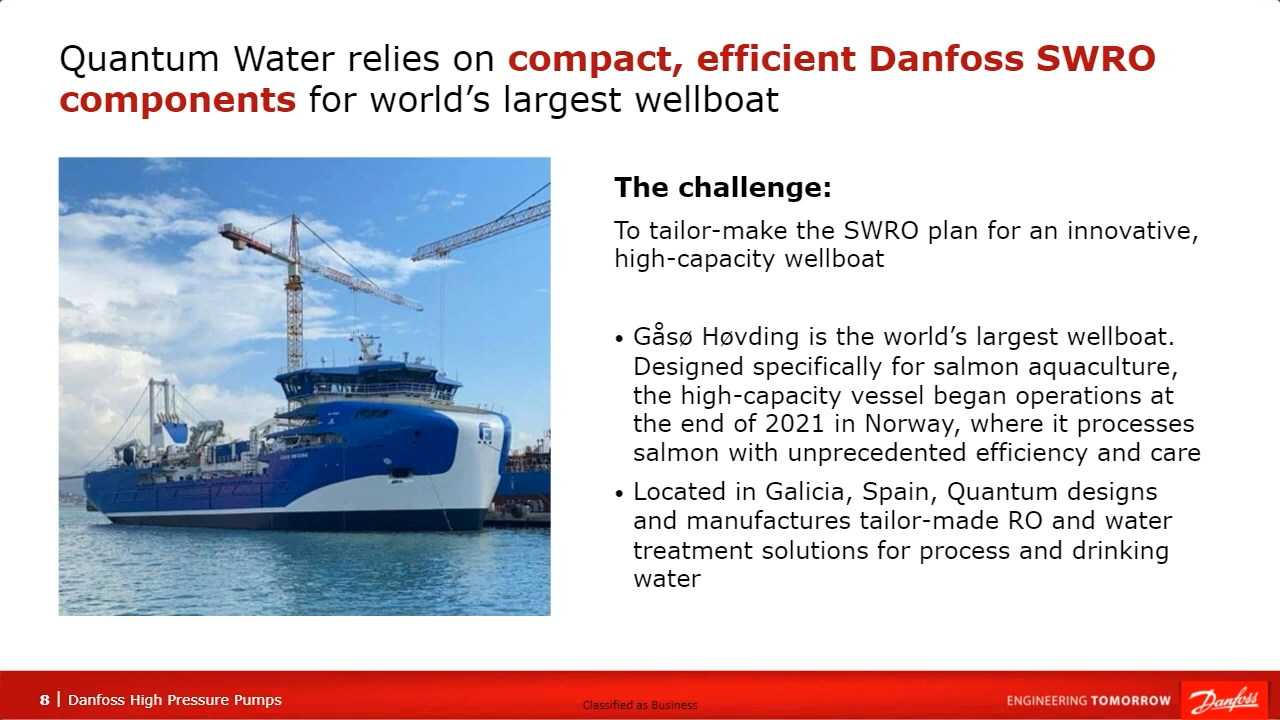 Quantum Water relies on compact, efficient Danfoss SWRO
components for world’s largest wellboat
The challenge:
To tailor-make the SWRO plan for an innovative,
high-capacity wellboat
• Gåsø Høvding is the world’s largest wellboat.
Designed specifically for salmon aquaculture,
the high-capacity vessel began operations at
the end of 2021 in Norway, where it processes
salmon with unprecedented efficiency and care
• Located in Galicia, Spain, Quantum designs
and manufactures tailor-made RO and water
treatment solutions for process and drinking
water
8 | Danfoss High Pressure Pumps
Classified as Business
ENGINEERING TOMORROW
Danfoss